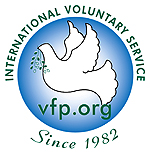 INTERNATIONAL VOLUNTARY SERVICE
vfp.org
Since 1982